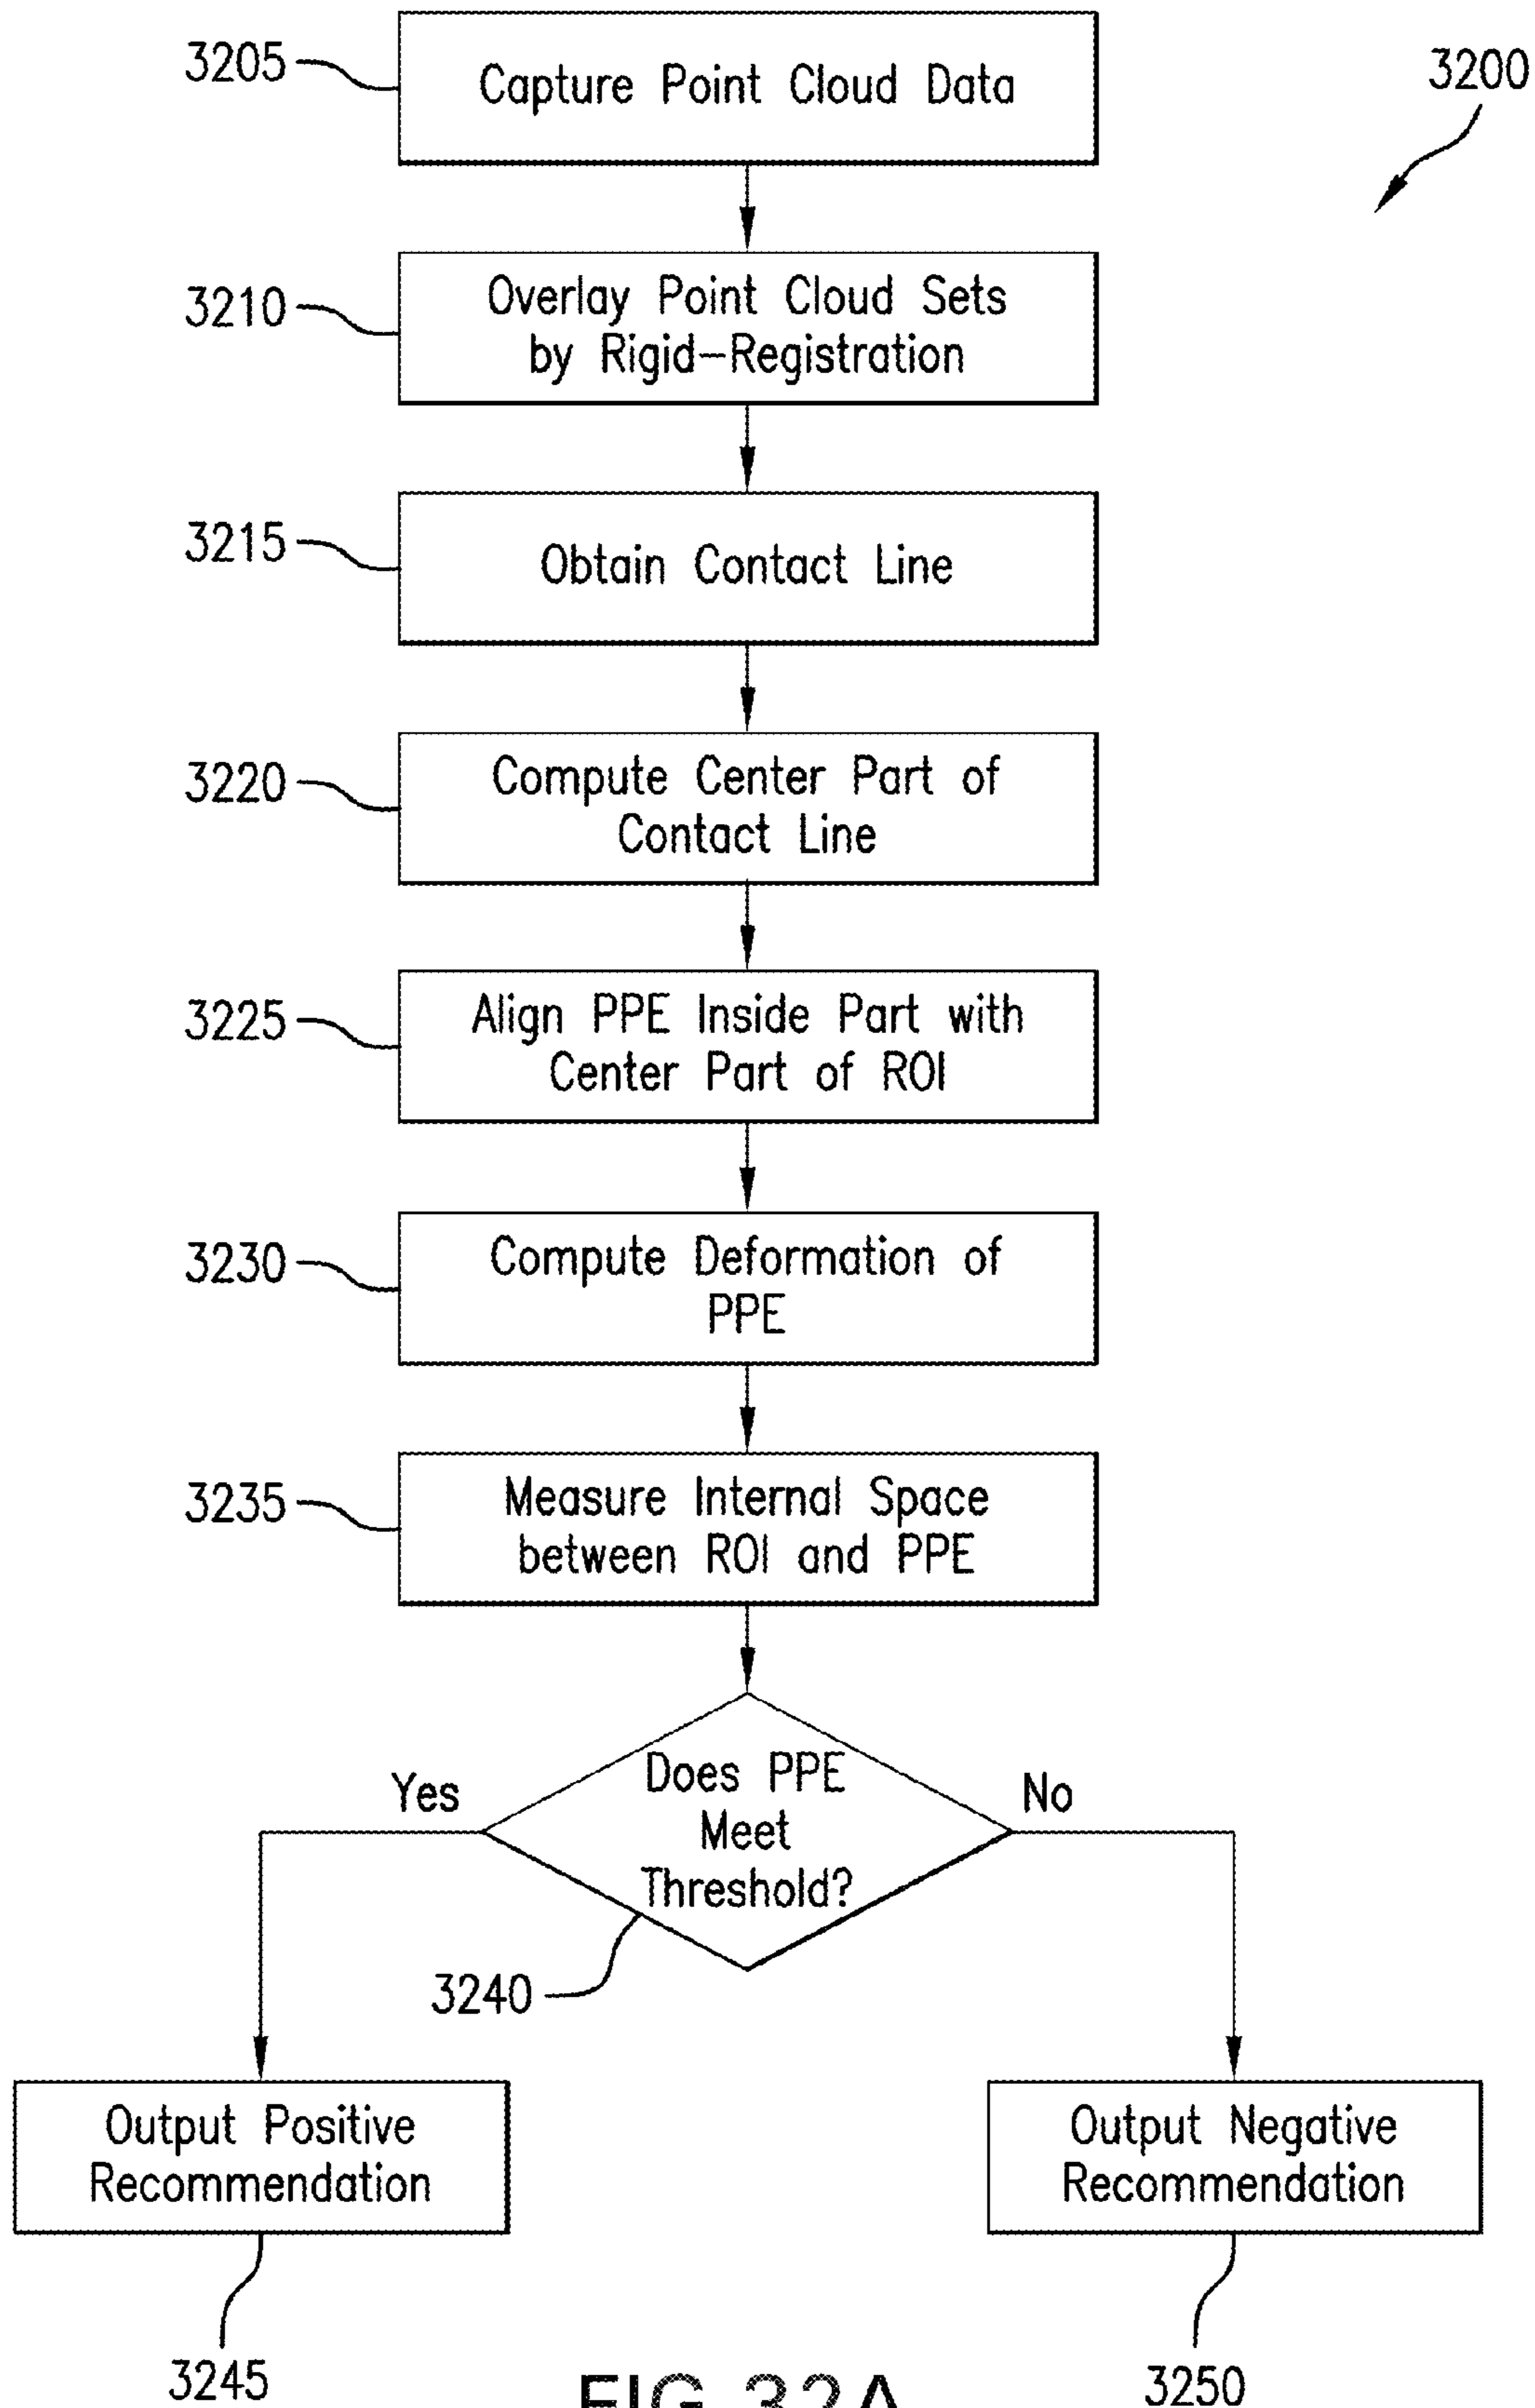 3205
Capture Point Cloud Data
3200
3210
Overlay Point Cloud Sets
by Rigid-Registration
3215
Obtain Contact Line
3220
Compute Center Part of
Contact Line
3225
Align PPE Inside Part with
Center Part of ROI
3230
Compute Deformation of
PPE
3235
Measure Internal Space
between ROI and PPE
Yes
Does PPE
Meet
Threshold?
No
3240
Output Positive
Recommendation
Output Negative
Recommendation
3245
3250
FIG. 32A